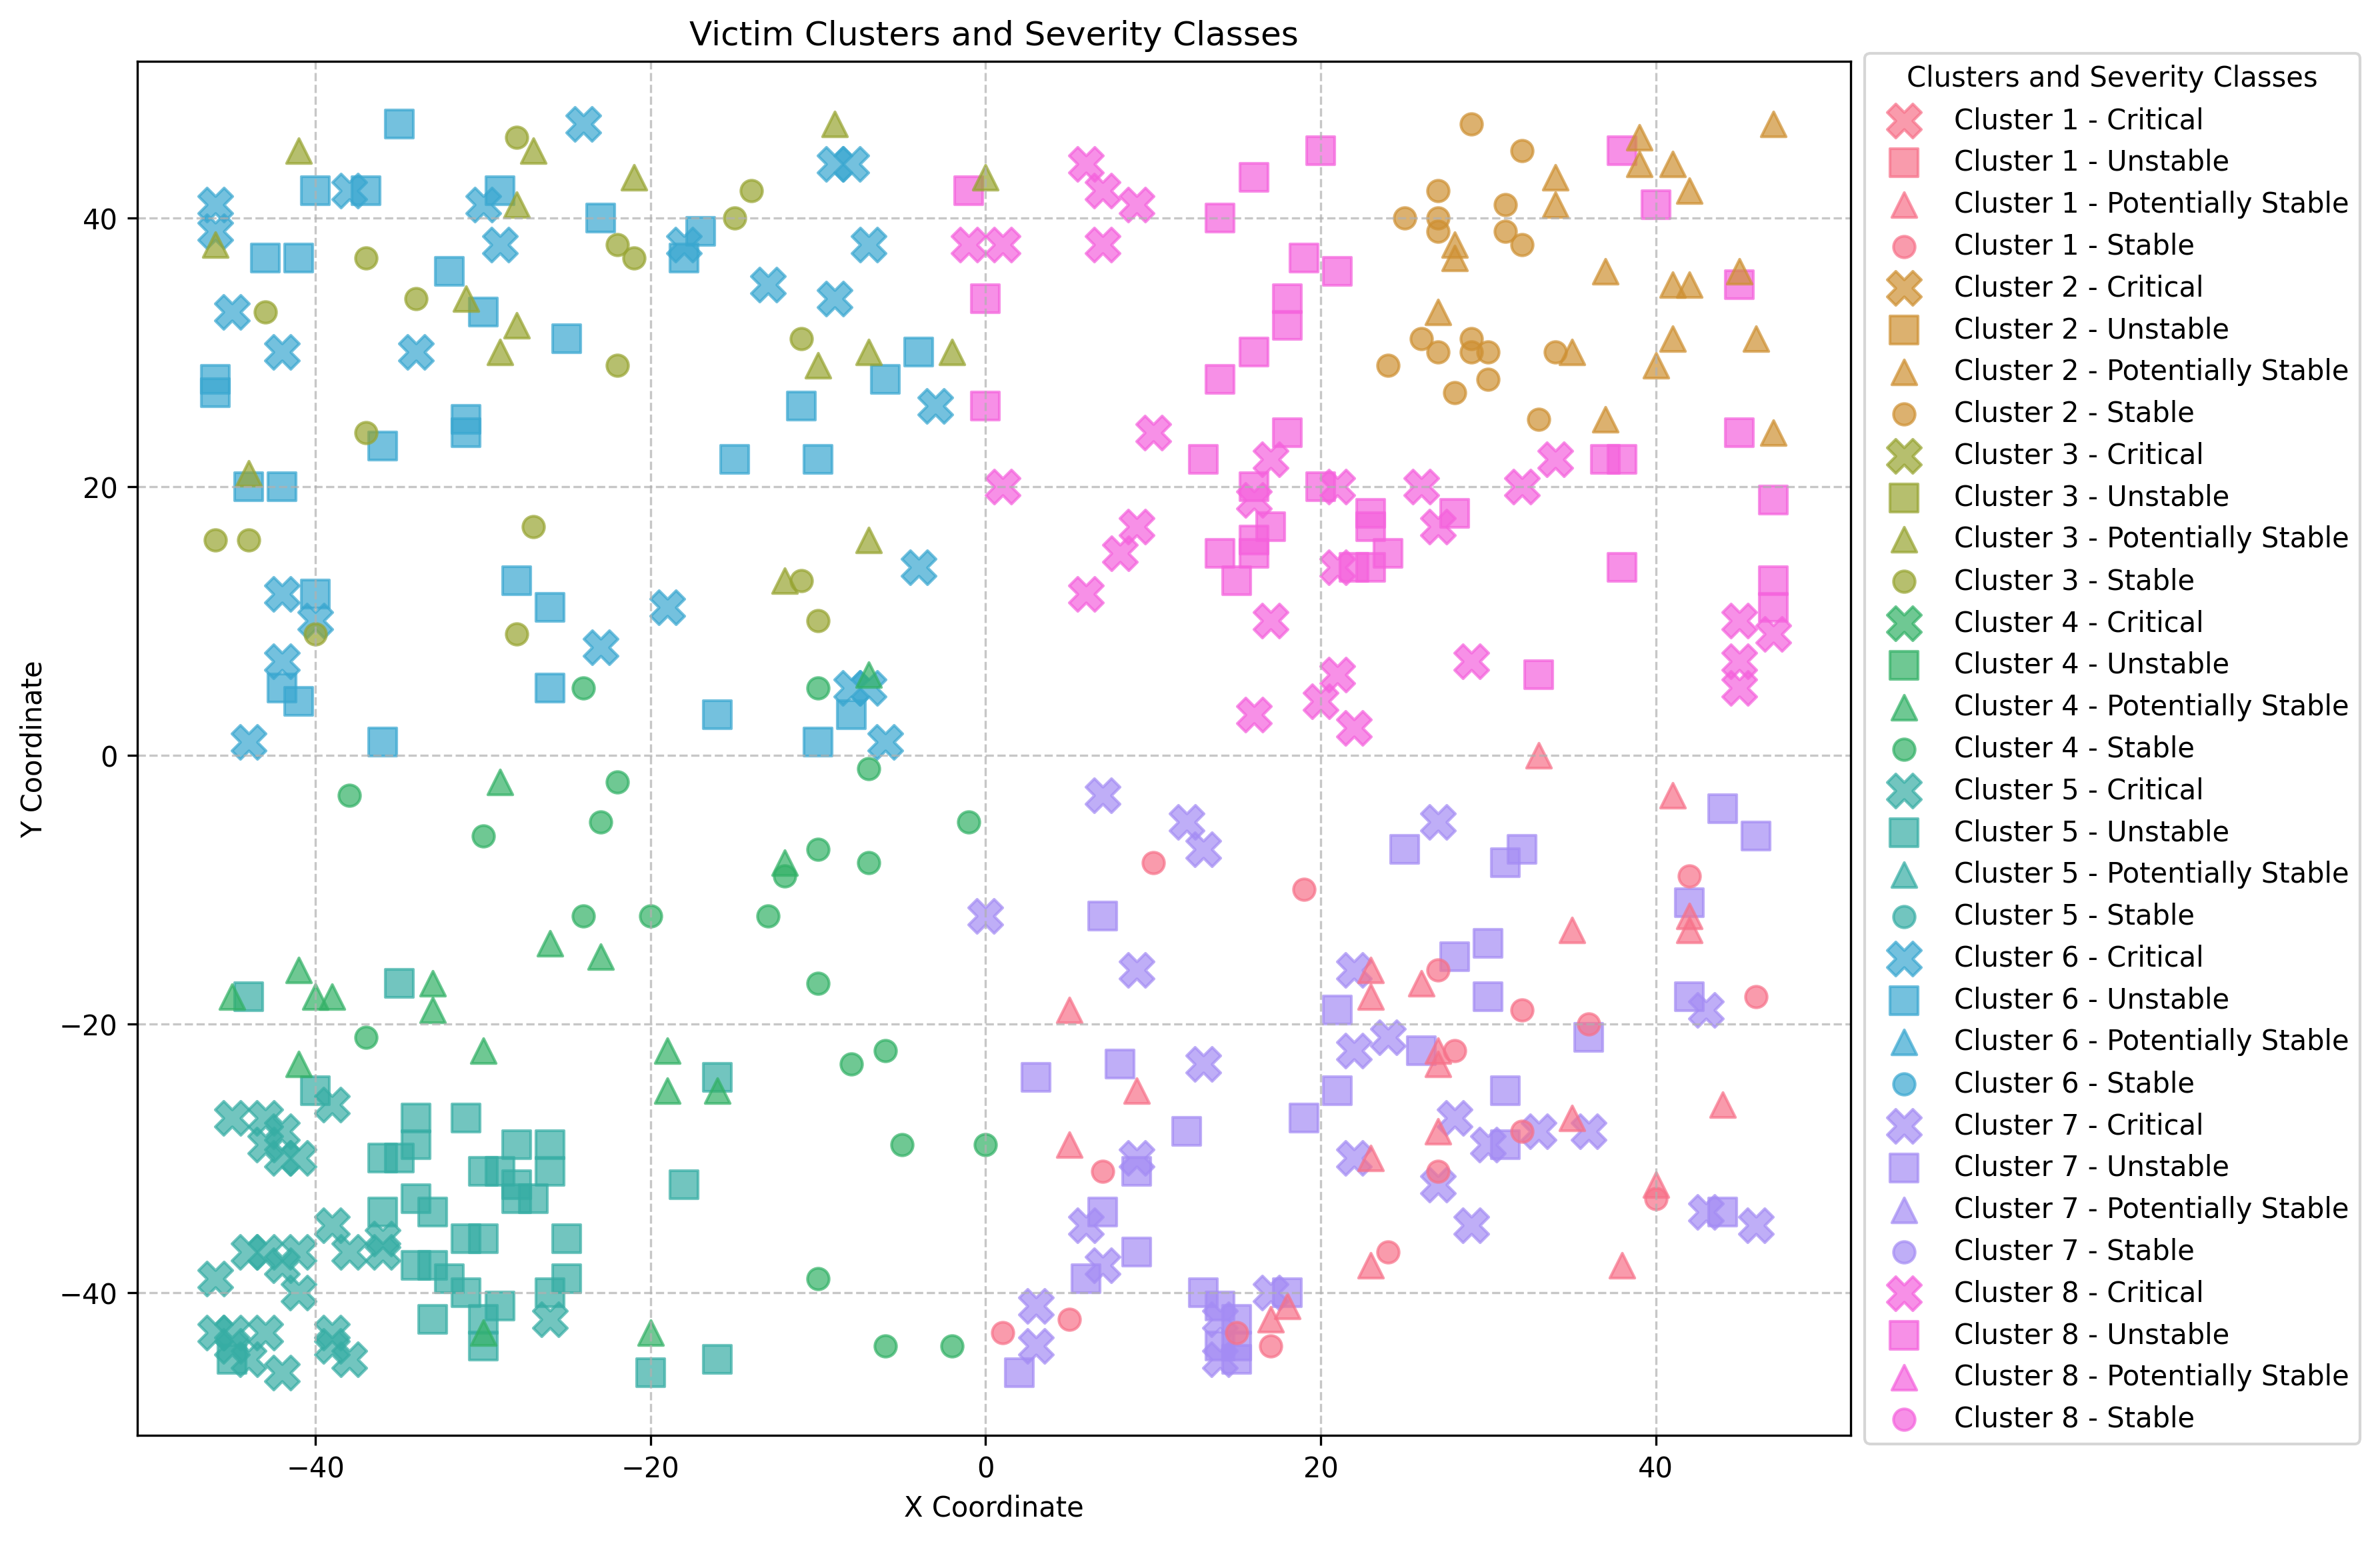 Victim Clusters and Severity Classes
Clusters and Severity Classes
Cluster 1 - Critical
Cluster 1 - Unstable
Cluster 1 - Potentially Stable
Cluster 1 - Stable
Cluster 2 - Critical
Cluster 2 - Unstable
Cluster 2 - Potentially Stable
Cluster 2 - Stable
Cluster 3 - Critical
Cluster 3 - Unstable
Cluster 3 - Potentially Stable
Cluster 3 - Stable
Cluster 4 - Critical
Cluster 4 - Unstable
Cluster 4 - Potentially Stable
Cluster 4 - Stable
Cluster 5 - Critical
Cluster 5 - Unstable
Cluster 5 - Potentially Stable
Cluster 5 - Stable
Cluster 6 - Critical
Cluster 6 - Unstable
Cluster 6 - Potentially Stable
Cluster 6 - Stable
Cluster 7 - Critical
Cluster 7 - Unstable
Cluster 7 - Potentially Stable
Cluster 7 - Stable
Cluster 8 - Critical
Cluster 8 - Unstable
Cluster 8 - Potentially Stable
Cluster 8 - Stable
Y Coordinate
40
20
0
−20
−40
−40 −20 0 20 40
X Coordinate